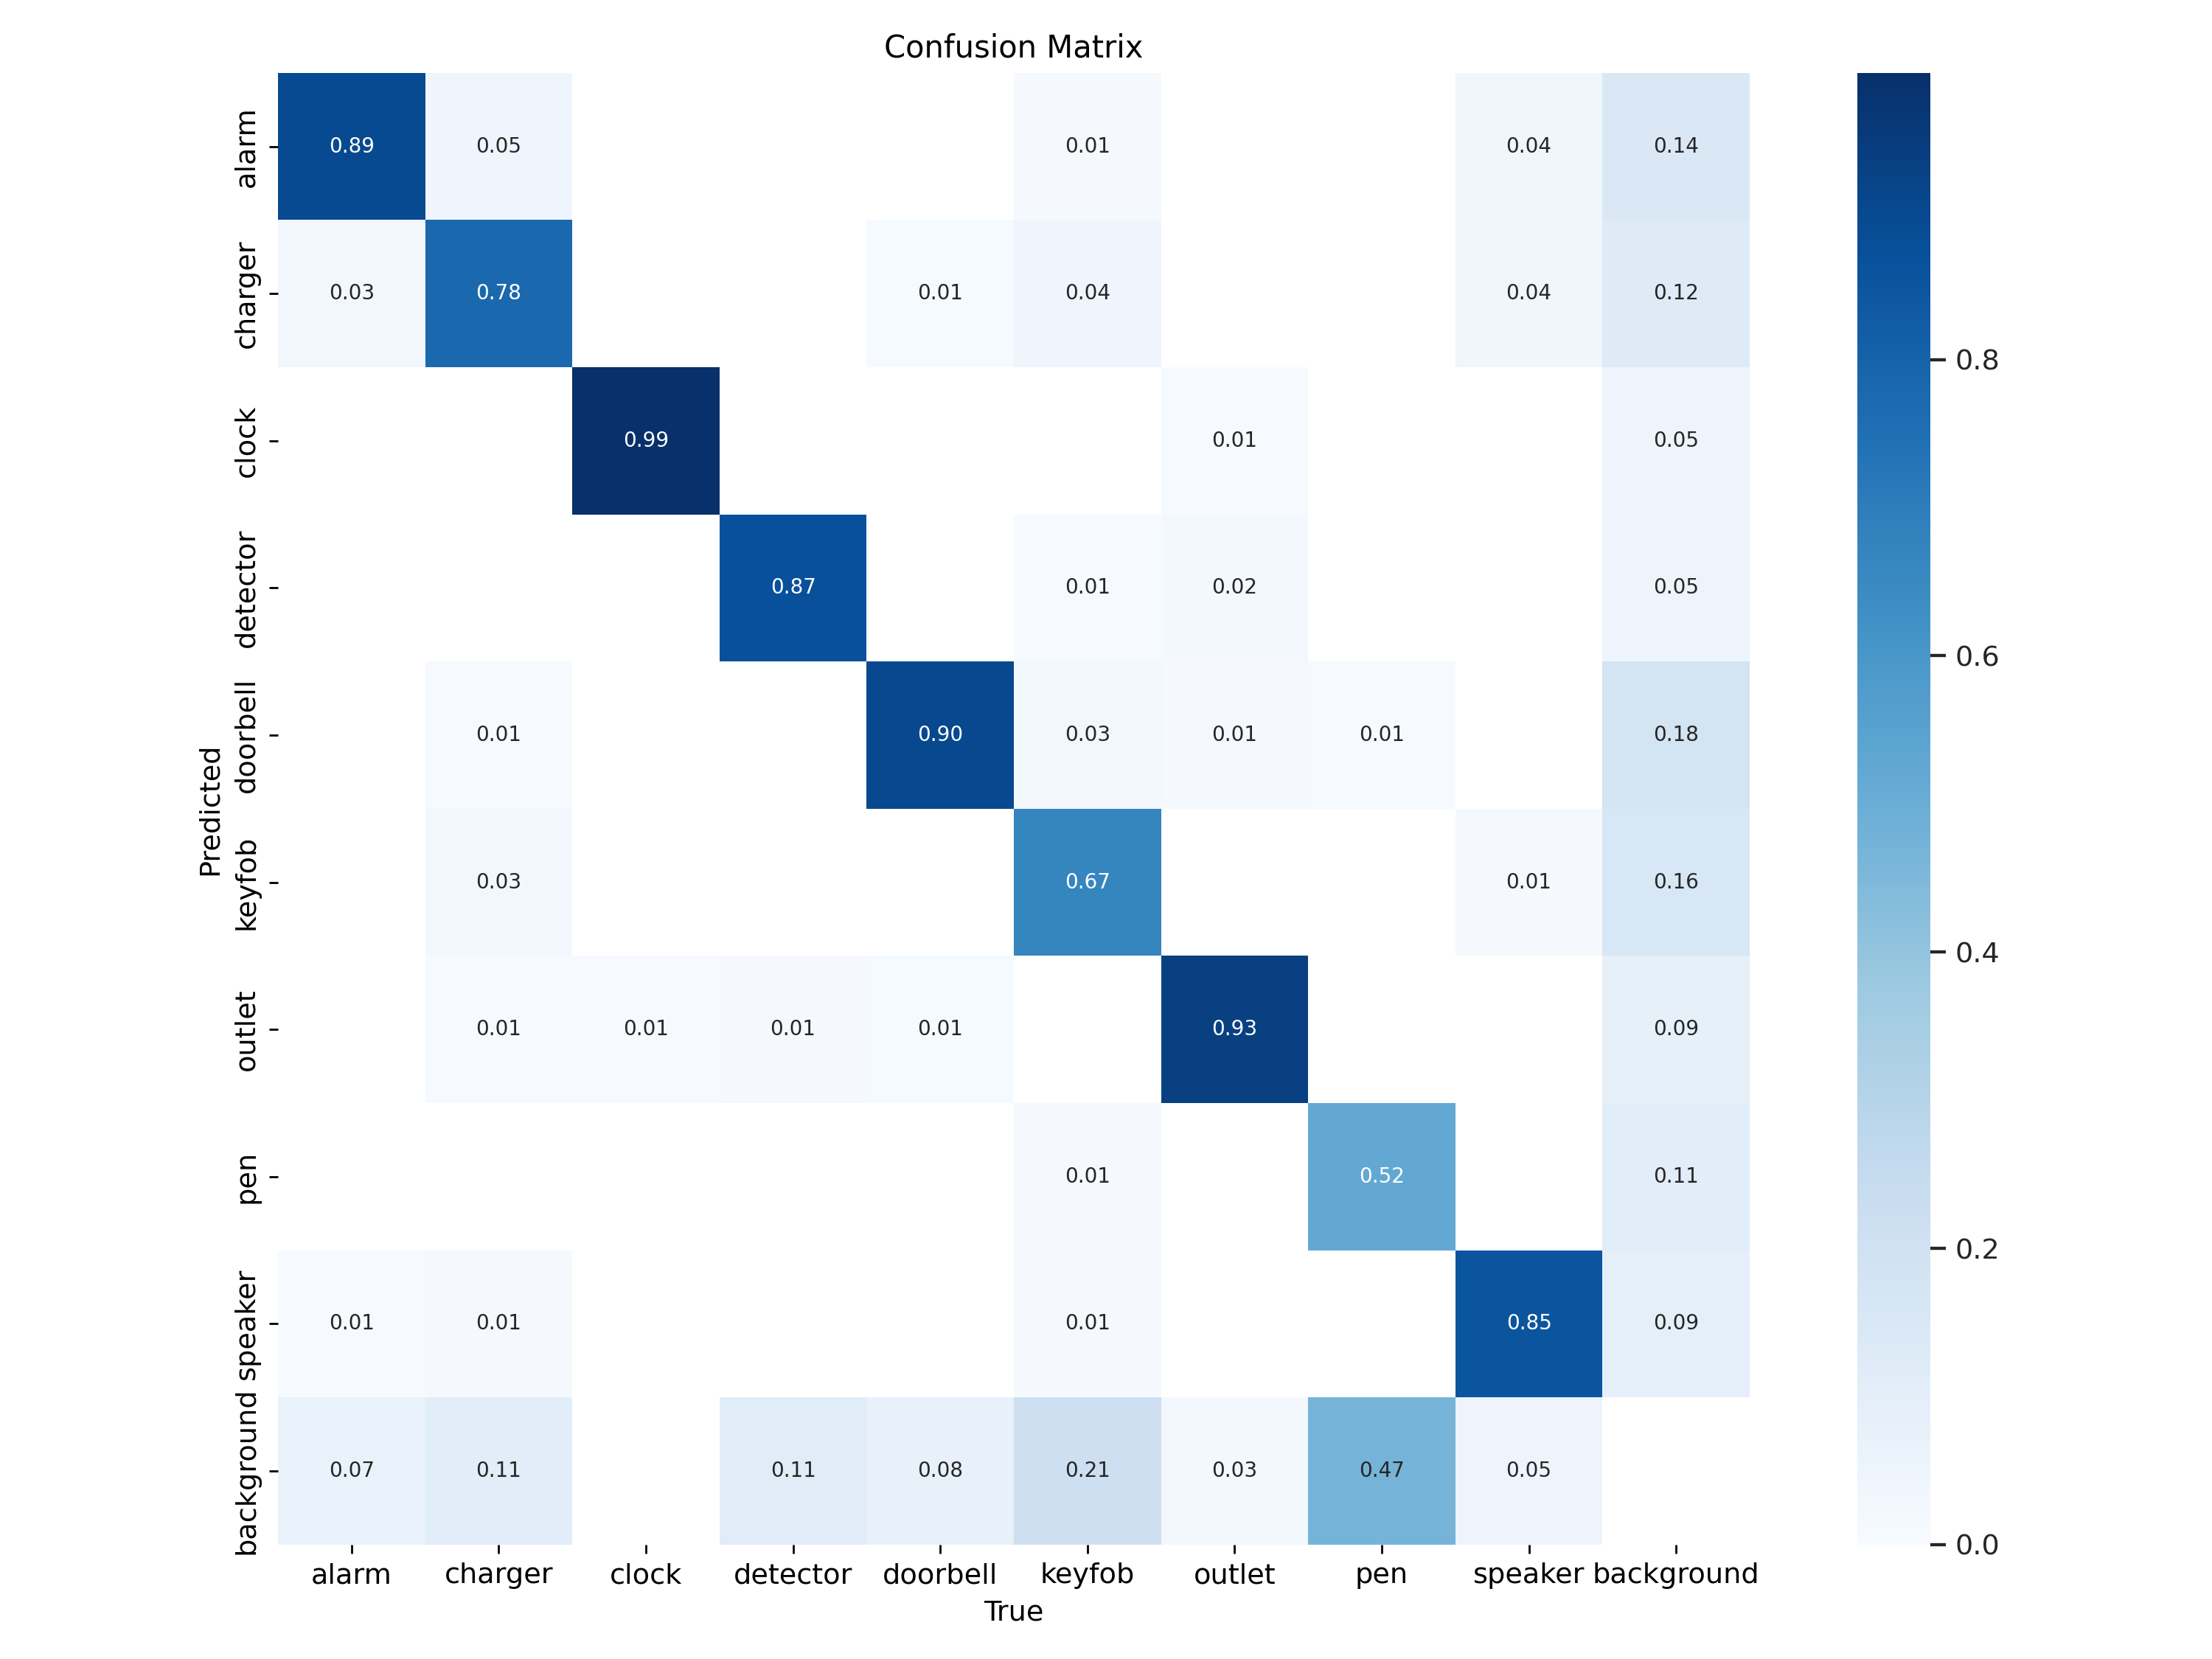 Confusion Matrix
alarm 0.89 0.05 0.01 0.04 0.14
charger 0.03 0.78 0.01 0.04 0.04 0.12
clock 0.99 0.01 0.05
detector 0.87 0.01 0.02 0.05
doorbell 0.01 0.90 0.03 0.01 0.01 0.18
keyfob 0.03 0.67 0.01 0.16
outlet 0.01 0.01 0.01 0.01 0.93 0.09
pen 0.01 0.52 0.11
speaker 0.01 0.01 0.01 0.85 0.09
background 0.07 0.11 0.11 0.08 0.21 0.03 0.47 0.05
Predicted
alarm charger clock detector doorbell keyfob outlet pen speaker background
True
0.8
0.6
0.4
0.2
0.0